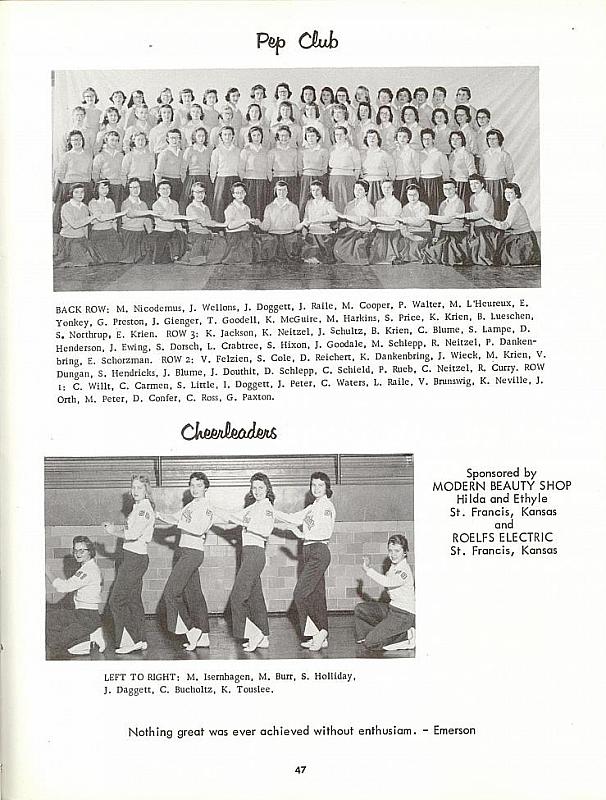 Pep Club
BACK ROW: M. Nicodemus, J. Wellons, J. Doggett, J. Raile, M. Cooper, P. Walter, M. L'Heureux, E.
Yonkey, G. Preston, J. Gienger, T. Goodell, K. McGuire, M. Harkins, S. Price, K. Krien, B. Lueschen,
S. Northrup, E. Krien. ROW 3: K. Jackson, K. Neitzel, J. Schultz, B. Krien, C. Blume, S. Lampe, D.
Henderson, J. Ewing, S. Dorsch, L. Crabtree, S. Hixon, J. Goodale, M. Schlepp, R. Neitzel, P. Danken-
bring, E. Schorzman. ROW 2: V. Felzien, S. Cole, D. Reichert, K. Dankenbring, J. Wieck, M. Krien, V.
Dungan, S. Hendricks, J. Blume, J. Douthit, D. Schlepp, C. Schield, P. Rueb, C. Neitzel, R. Curry. ROW
1: C. Willt, C. Carmen, S. Little, I. Doggett, J. Peter, C. Waters, L. Raile, V. Brunswig, K. Neville, J.
Orth, M. Peter, D. Confer, C. Ross, G. Paxton.
Cheerleaders
Sponsored by
MODERN BEAUTY SHOP
Hilda and Ethyle
St. Francis, Kansas
and
ROELFS ELECTRIC
St. Francis, Kansas
LEFT TO RIGHT: M. Isernhagen, M. Burr, S. Holliday,
J. Daggett, C. Bucholtz, K. Touslee.
Nothing great was ever achieved without enthusiam. - Emerson
47